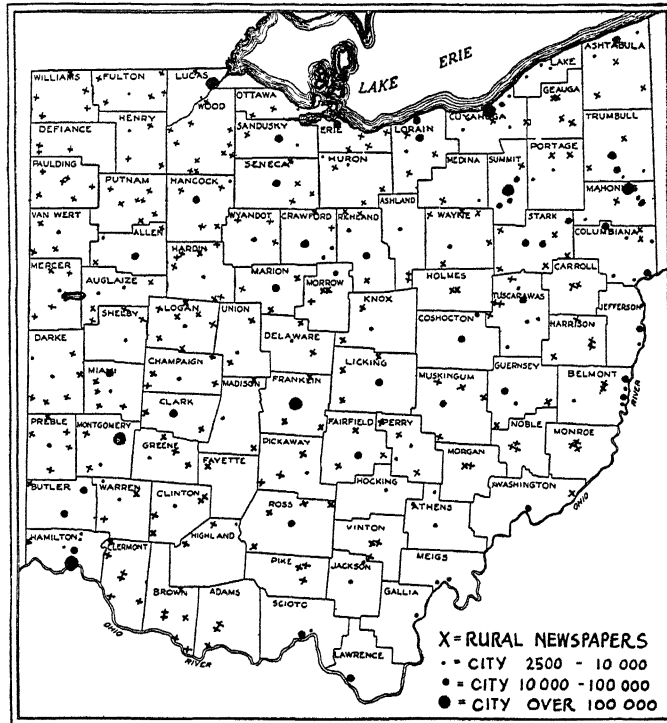 ASHTABULA
LAKE
LAKE ERIE
WILLIAMS FULTON LUCAS GEAUGA
OTTAWA
WOOD CUYAHOGA
HENRY SANDUSKY ERIE LORAIN TRUMBULL
DEFIANCE
PORTAGE
PAULDING SENECA HURON MEDINA SUMMIT
PUTNAM HANCOCK MAHONING
ASHLAND
VAN WERT WYANDOT CRAWFORD RICHLAND WAYNE STARK
ALLEN COLUMBIANA
HARDIN
MERCER MARION HOLMES CARROLL
AUGLAIZE MORROW
TUSCARAWAS
KNOX
SHELBY LOGAN UNION JEFFERSON
COSHOCTON HARRISON
DARKE DELAWARE
CHAMPAIGN LICKING GUERNSEY
MIAMI BELMONT
MADISON FRANKLIN MUSKINGUM
CLARK
RIVER
PREBLE MONTGOMERY FAIRFIELD PERRY NOBLE MONROE
GREENE PICKAWAY
MORGAN
FAYETTE
HOCKING WASHINGTON
BUTLER WARREN CLINTON OHIO
ROSS ATHENS
HAMILTON HIGHLAND VINTON
CLERMONT MEIGS
PIKE JACKSON
BROWN ADAMS GALLIA
SCIOTO
OHIO
RIVER
LAWRENCE
X = RURAL NEWSPAPERS
• = CITY 2500 - 10 000
• = CITY 10 000 - 100 000
● = CITY OVER 100 000